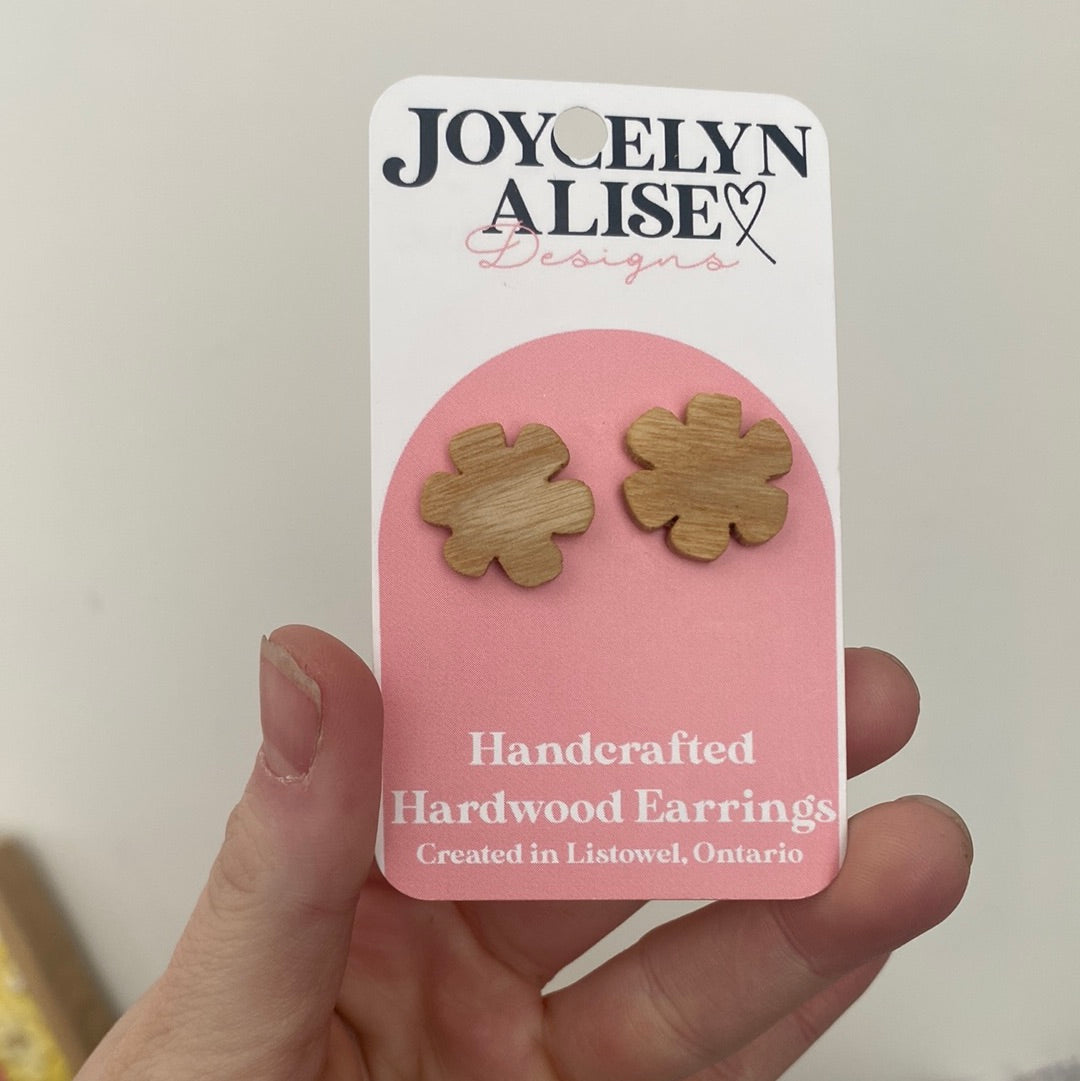 JOYCELYN
ALISE
Designs
Handcrafted
Hardwood Earrings
Created in Listowel, Ontario